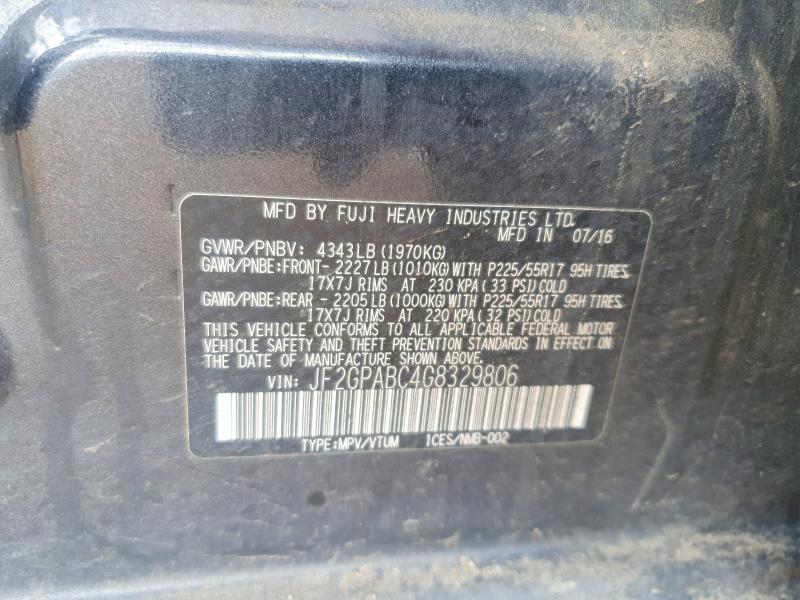 MFD BY FUJI HEAVY INDUSTRIES LTD.
MFD IN 07/16
GVWR/PNBV: 4343LB (1970KG)
GAWR/PNBE:FRONT- 2227LB(1010KG)WITH P225/55R17 95H TIRES,
17X7J RIMS AT 230 KPA( 33 PSI)COLD
GAWR/PNBE:REAR - 2205LB(1000KG)WITH P225/55R17 95H TIRES,
17X7J RIMS AT 220 KPA( 32 PSI)COLD
THIS VEHICLE CONFORMS TO ALL APPLICABLE FEDERAL MOTOR
VEHICLE SAFETY AND THEFT PREVENTION STANDARDS IN EFFECT ON
THE DATE OF MANUFACTURE SHOWN ABOVE.
VIN: JF2GPABC4G8329806
TYPE:MPV/VTUM ICES/NMB-002